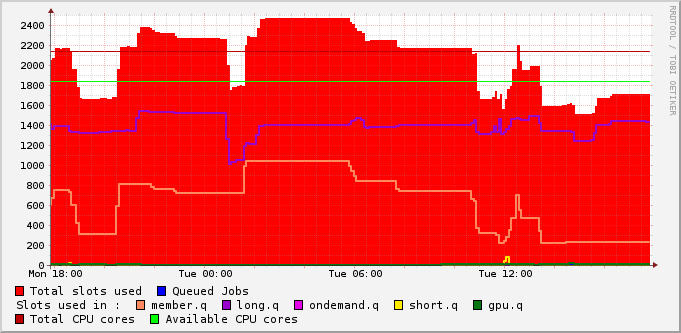 RRDTOOL / TOBI OETIKER
2400
2200
2000
1800
1600
1400
1200
1000
800
600
400
200
0
Mon 18:00 Tue 00:00 Tue 06:00 Tue 12:00
Total slots used Queued Jobs
Slots used in : member.q long.q ondemand.q short.q gpu.q
Total CPU cores Available CPU cores